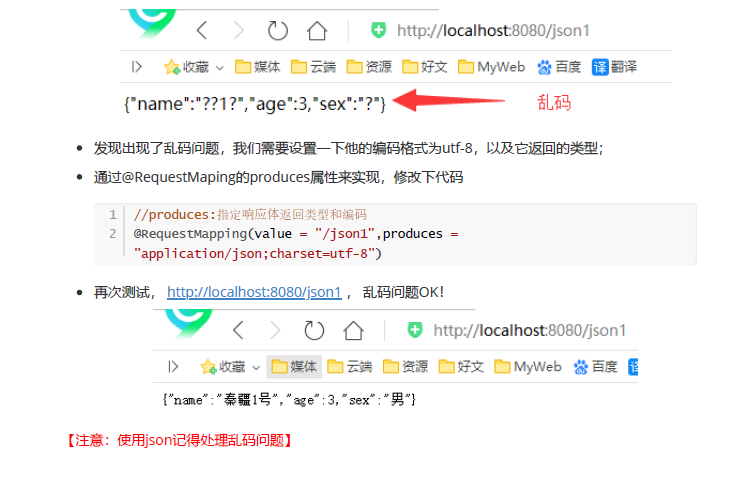 http://localhost:8080/json1
收藏 媒体 云端 资源 好文 MyWeb 百度 译 翻译
{"name":"??1?","age":3,"sex":"?"} 乱码
• 发现出现了乱码问题，我们需要设置一下他的编码格式为utf-8，以及它返回的类型；
• 通过@RequestMaping的produces属性来实现，修改下代码
1 //produces:指定响应体返回类型和编码
2 @RequestMapping(value = "/json1",produces =
"application/json;charset=utf-8")
• 再次测试， http://localhost:8080/json1 ， 乱码问题OK！
http://localhost:8080/json1
收藏 媒体 云端 资源 好文 MyWeb 百度 译
{"name":"秦疆1号","age":3,"sex":"男"}
【注意：使用json记得处理乱码问题】